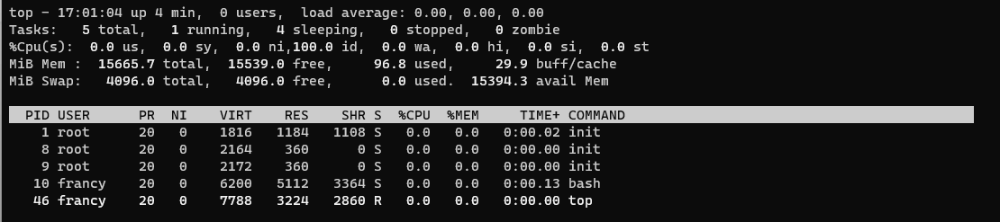 top - 17:01:04 up 4 min,  0 users,  load average: 0.00, 0.00, 0.00
Tasks:   5 total,   1 running,   4 sleeping,   0 stopped,   0 zombie
%Cpu(s):  0.0 us,  0.0 sy,  0.0 ni,100.0 id,  0.0 wa,  0.0 hi,  0.0 si,  0.0 st
MiB Mem :  15665.7 total,  15539.0 free,     96.8 used,     29.9 buff/cache
MiB Swap:   4096.0 total,   4096.0 free,      0.0 used.  15394.3 avail Mem
  PID USER      PR  NI    VIRT    RES    SHR S  %CPU  %MEM     TIME+ COMMAND
    1 root      20   0    1816   1184   1108 S   0.0   0.0   0:00.02 init
    8 root      20   0    2164    360      0 S   0.0   0.0   0:00.00 init
    9 root      20   0    2172    360      0 S   0.0   0.0   0:00.00 init
   10 francy    20   0    6200   5112   3364 S   0.0   0.0   0:00.13 bash
   46 francy    20   0    7788   3224   2860 R   0.0   0.0   0:00.00 top